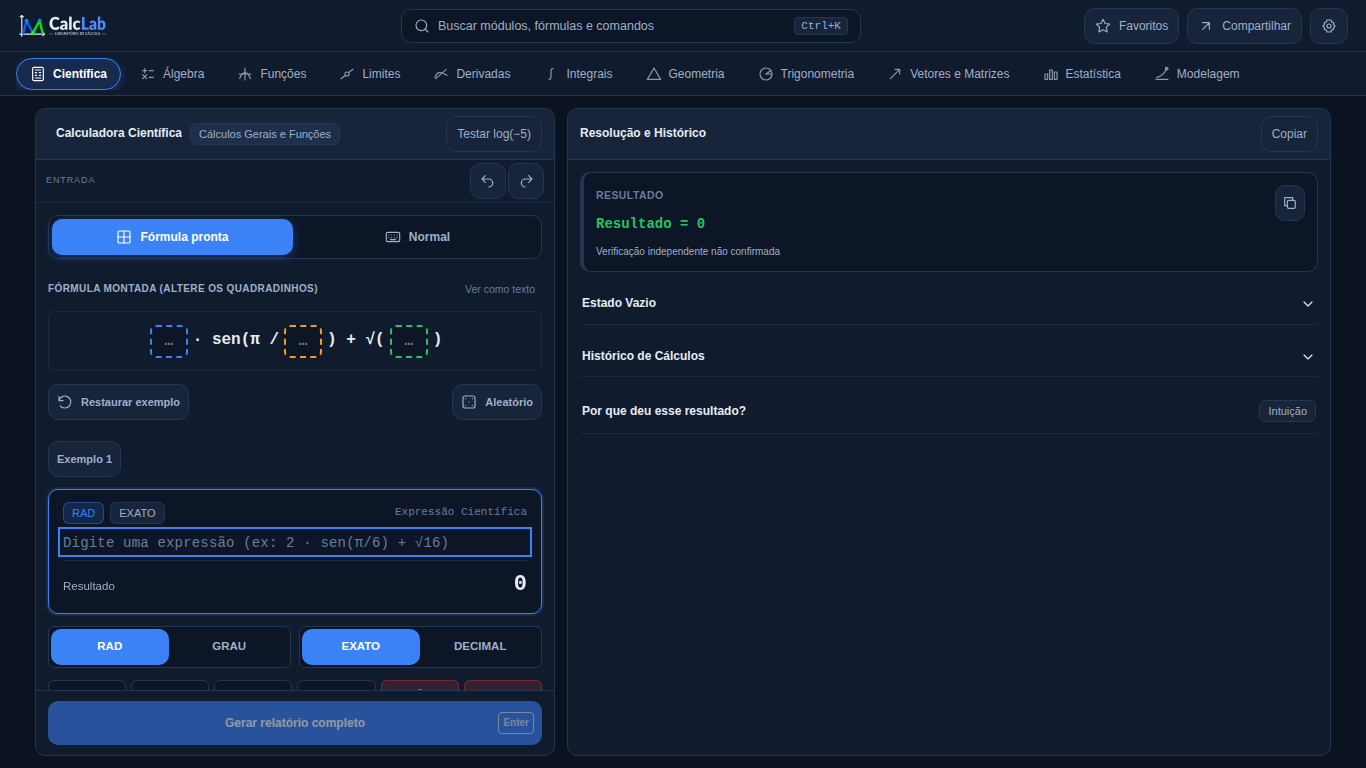 CalcLab
LABORATÓRIO DE CÁLCULO
Buscar módulos, fórmulas e comandos
Ctrl+K
Favoritos
Compartilhar
Científica
Álgebra
Funções
Limites
Derivadas
Integrais
Geometria
Trigonometria
Vetores e Matrizes
Estatística
Modelagem
Calculadora Científica
Cálculos Gerais e Funções
Testar log(−5)
ENTRADA
Fórmula pronta
Normal
FÓRMULA MONTADA (ALTERE OS QUADRADINHOS)
Ver como texto
… · sen(π / … ) + √( … )
Restaurar exemplo
Aleatório
Exemplo 1
RAD
EXATO
Expressão Científica
Digite uma expressão (ex: 2 · sen(π/6) + √16)
Resultado
0
RAD
GRAU
EXATO
DECIMAL
Gerar relatório completo
Enter
Resolução e Histórico
Copiar
RESULTADO
Resultado = 0
Verificação independente não confirmada
Estado Vazio
Histórico de Cálculos
Por que deu esse resultado?
Intuição